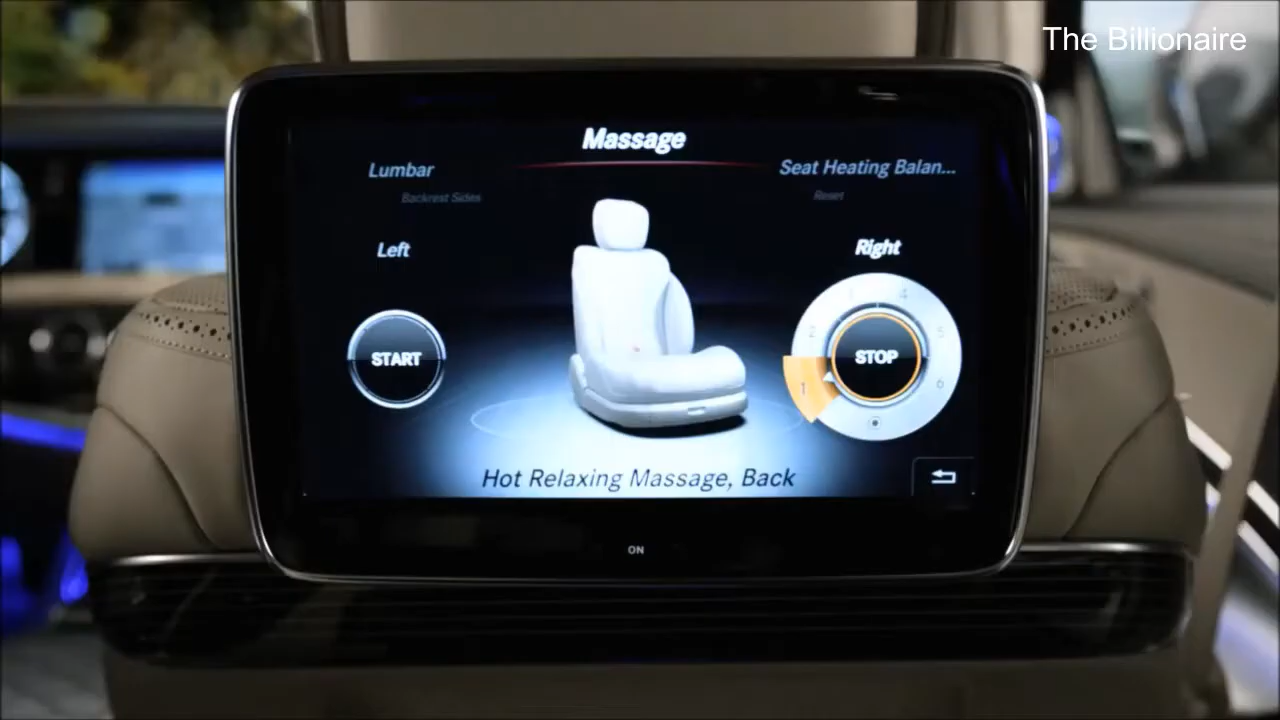 The Billionaire
Massage
Lumbar
Seat Heating Balan...
Backrest Sides
Reset
Left
Right
START
STOP
4
2
5
1
6
Hot Relaxing Massage, Back
ON